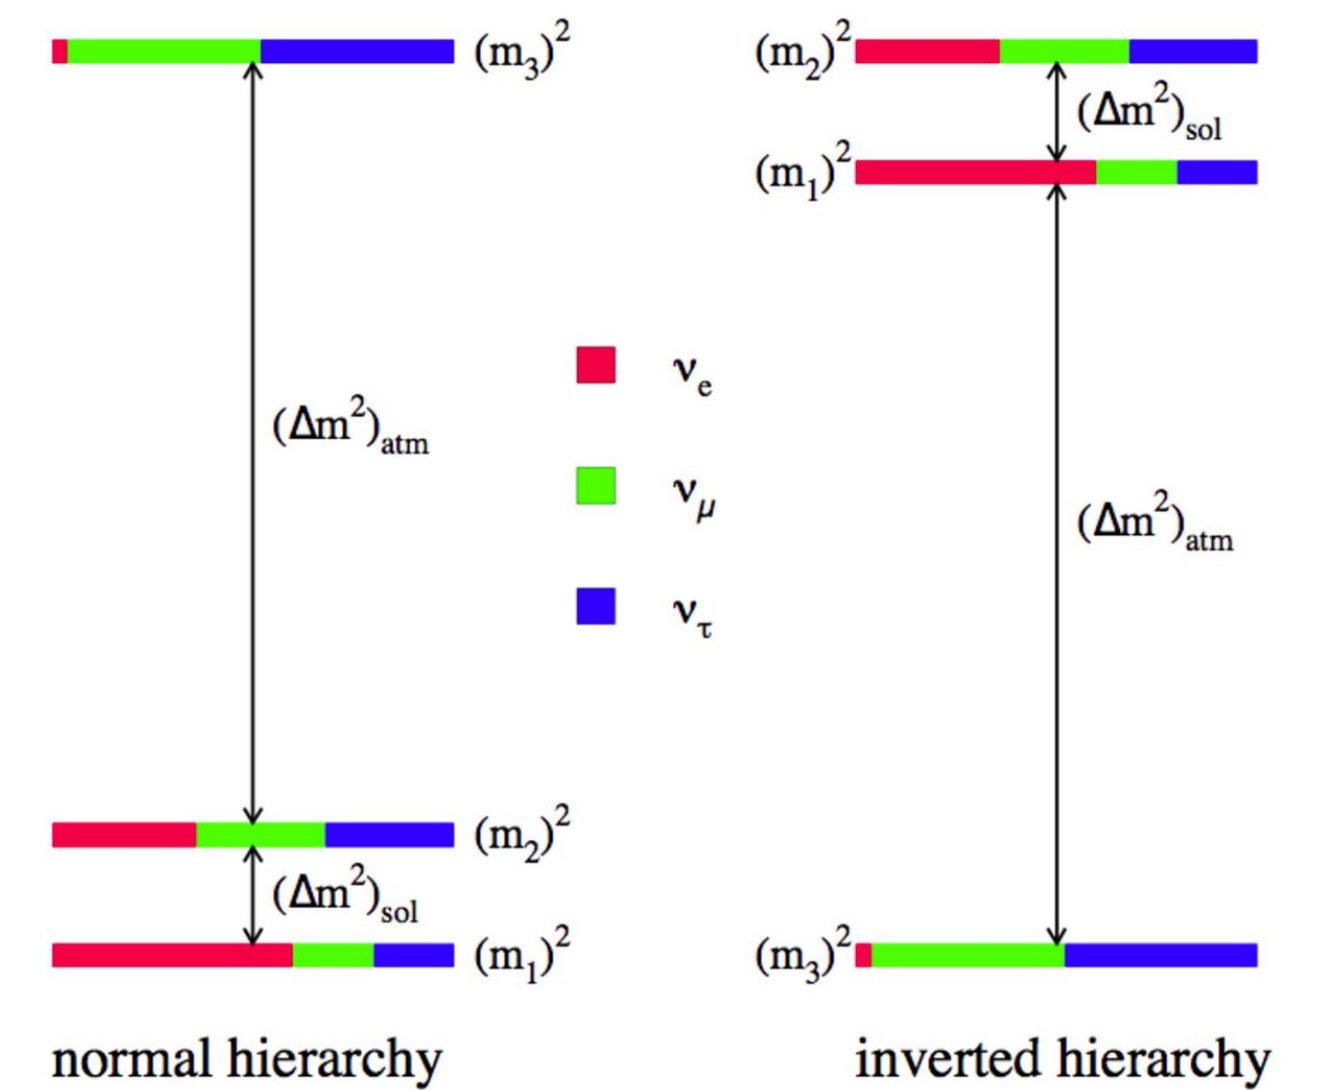 (m₃)²
(Δm²)atm
(m₂)²
(Δm²)sol
(m₁)²
normal hierarchy
νe
νμ
ντ
(m₂)²
(Δm²)sol
(m₁)²
(Δm²)atm
(m₃)²
inverted hierarchy